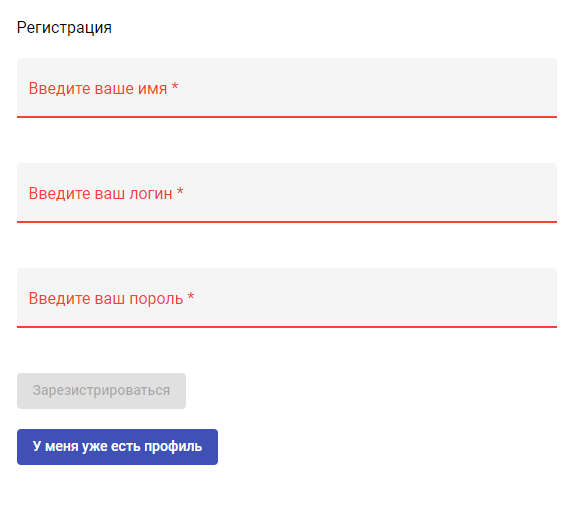 Регистрация
Введите ваше имя *
Введите ваш логин *
Введите ваш пороль *
Зарезистрироваться
У меня уже есть профиль